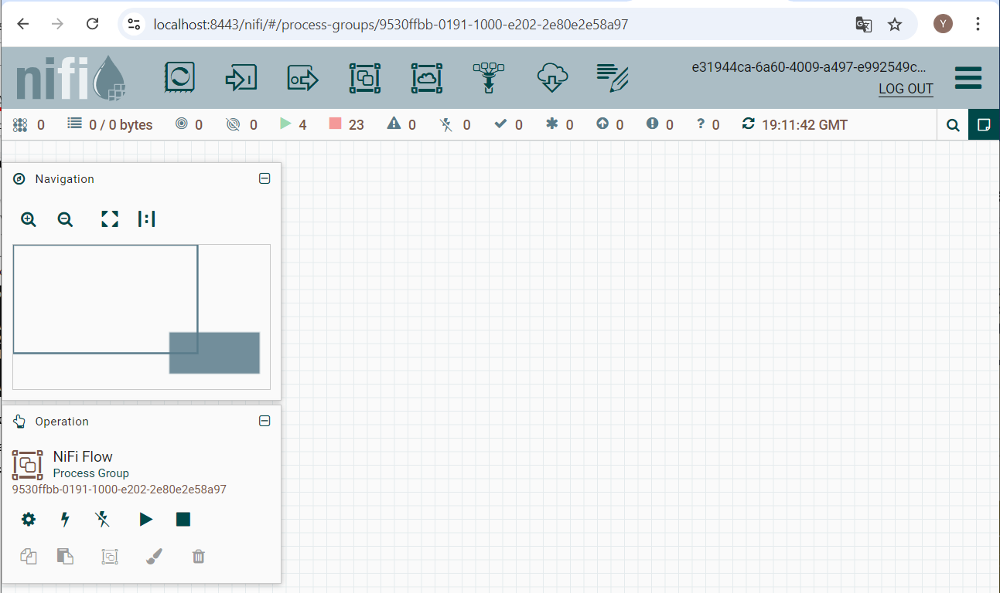 localhost:8443/nifi/#/process-groups/9530ffbb-0191-1000-e202-2e80e2e58a97
Y
nifi
e31944ca-6a60-4009-a497-e992549c...
LOG OUT
0 0 / 0 bytes 0 0 4 23 0 0 0 0 0 0 ? 0 19:11:42 GMT
Navigation
Operation
NiFi Flow
Process Group
9530ffbb-0191-1000-e202-2e80e2e58a97